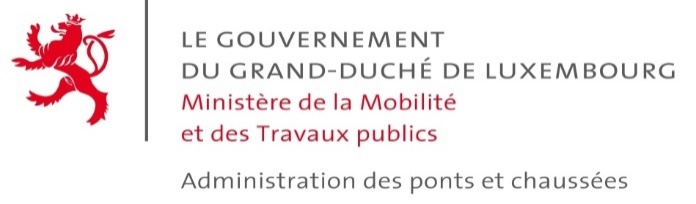 LE GOUVERNEMENT
DU GRAND-DUCHÉ DE LUXEMBOURG
Ministère de la Mobilité
et des Travaux publics
Administration des ponts et chaussées